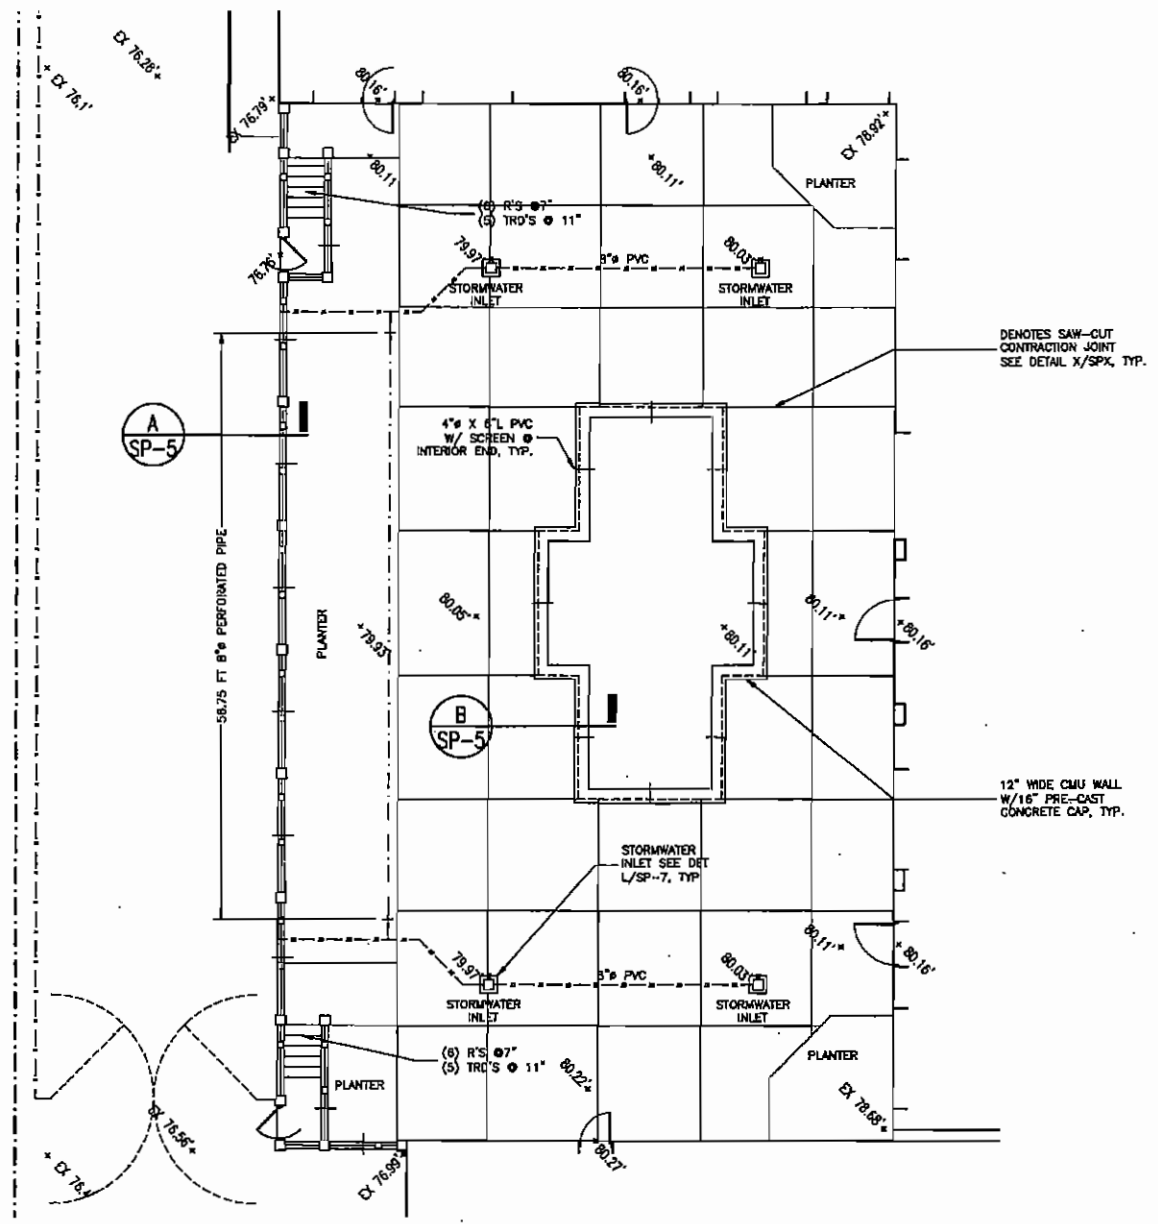 EX 76.28'
EX 76.1'
EX 76.79'
80.16'
80.16'
EX 78.92'
80.11
80.11'
PLANTER
(6) R'S @7"
(5) TRD'S @ 11"
76.76'
79.97'
80.03'
8"ø PVC
STORMWATER
INLET
STORMWATER
INLET
DENOTES SAW-CUT
CONTRACTION JOINT
SEE DETAIL X/SPX, TYP.
A
SP-5
4"ø X 6"L PVC
W/ SCREEN @
INTERIOR END, TYP.
58.75 FT 8"ø PERFORATED PIPE
PLANTER
79.93'
80.05'
80.11'
80.11'
80.16'
B
SP-5
12" WIDE CMU WALL
W/16" PRE-CAST
CONCRETE CAP, TYP.
STORMWATER
INLET SEE DET
L/SP-7, TYP
79.97'
80.03'
80.11'
80.16'
8"ø PVC
STORMWATER
INLET
STORMWATER
INLET
(6) R'S @7"
(5) TRD'S @ 11"
PLANTER
80.22'
PLANTER
EX 78.68'
EX 76.56'
EX 76.4
EX 76.99'
80.27'